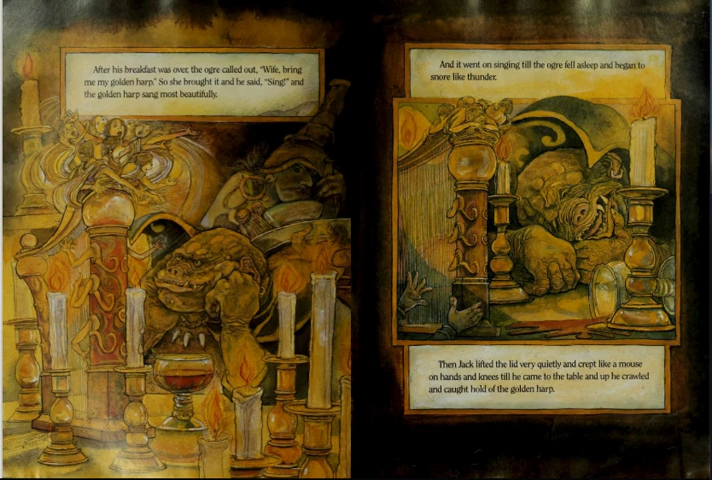 After his breakfast was over, the ogre called out, "Wife, bring
me my golden harp." So she brought it and he said, "Sing!" and
the golden harp sang most beautifully.
And it went on singing till the ogre fell asleep and began to
snore like thunder.
Then Jack lifted the lid very quietly and crept like a mouse
on hands and knees till he came to the table and up he crawled
and caught hold of the golden harp.